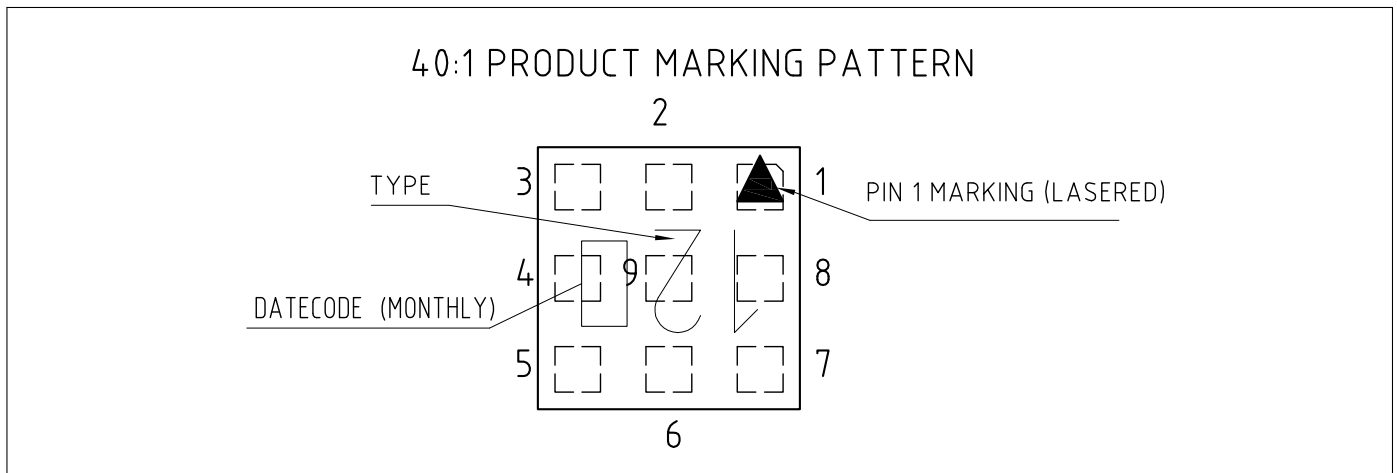 40:1 PRODUCT MARKING PATTERN
2
TYPE
3
1
PIN 1 MARKING (LASERED)
4
9
8
DATECODE (MONTHLY)
5
7
6
12